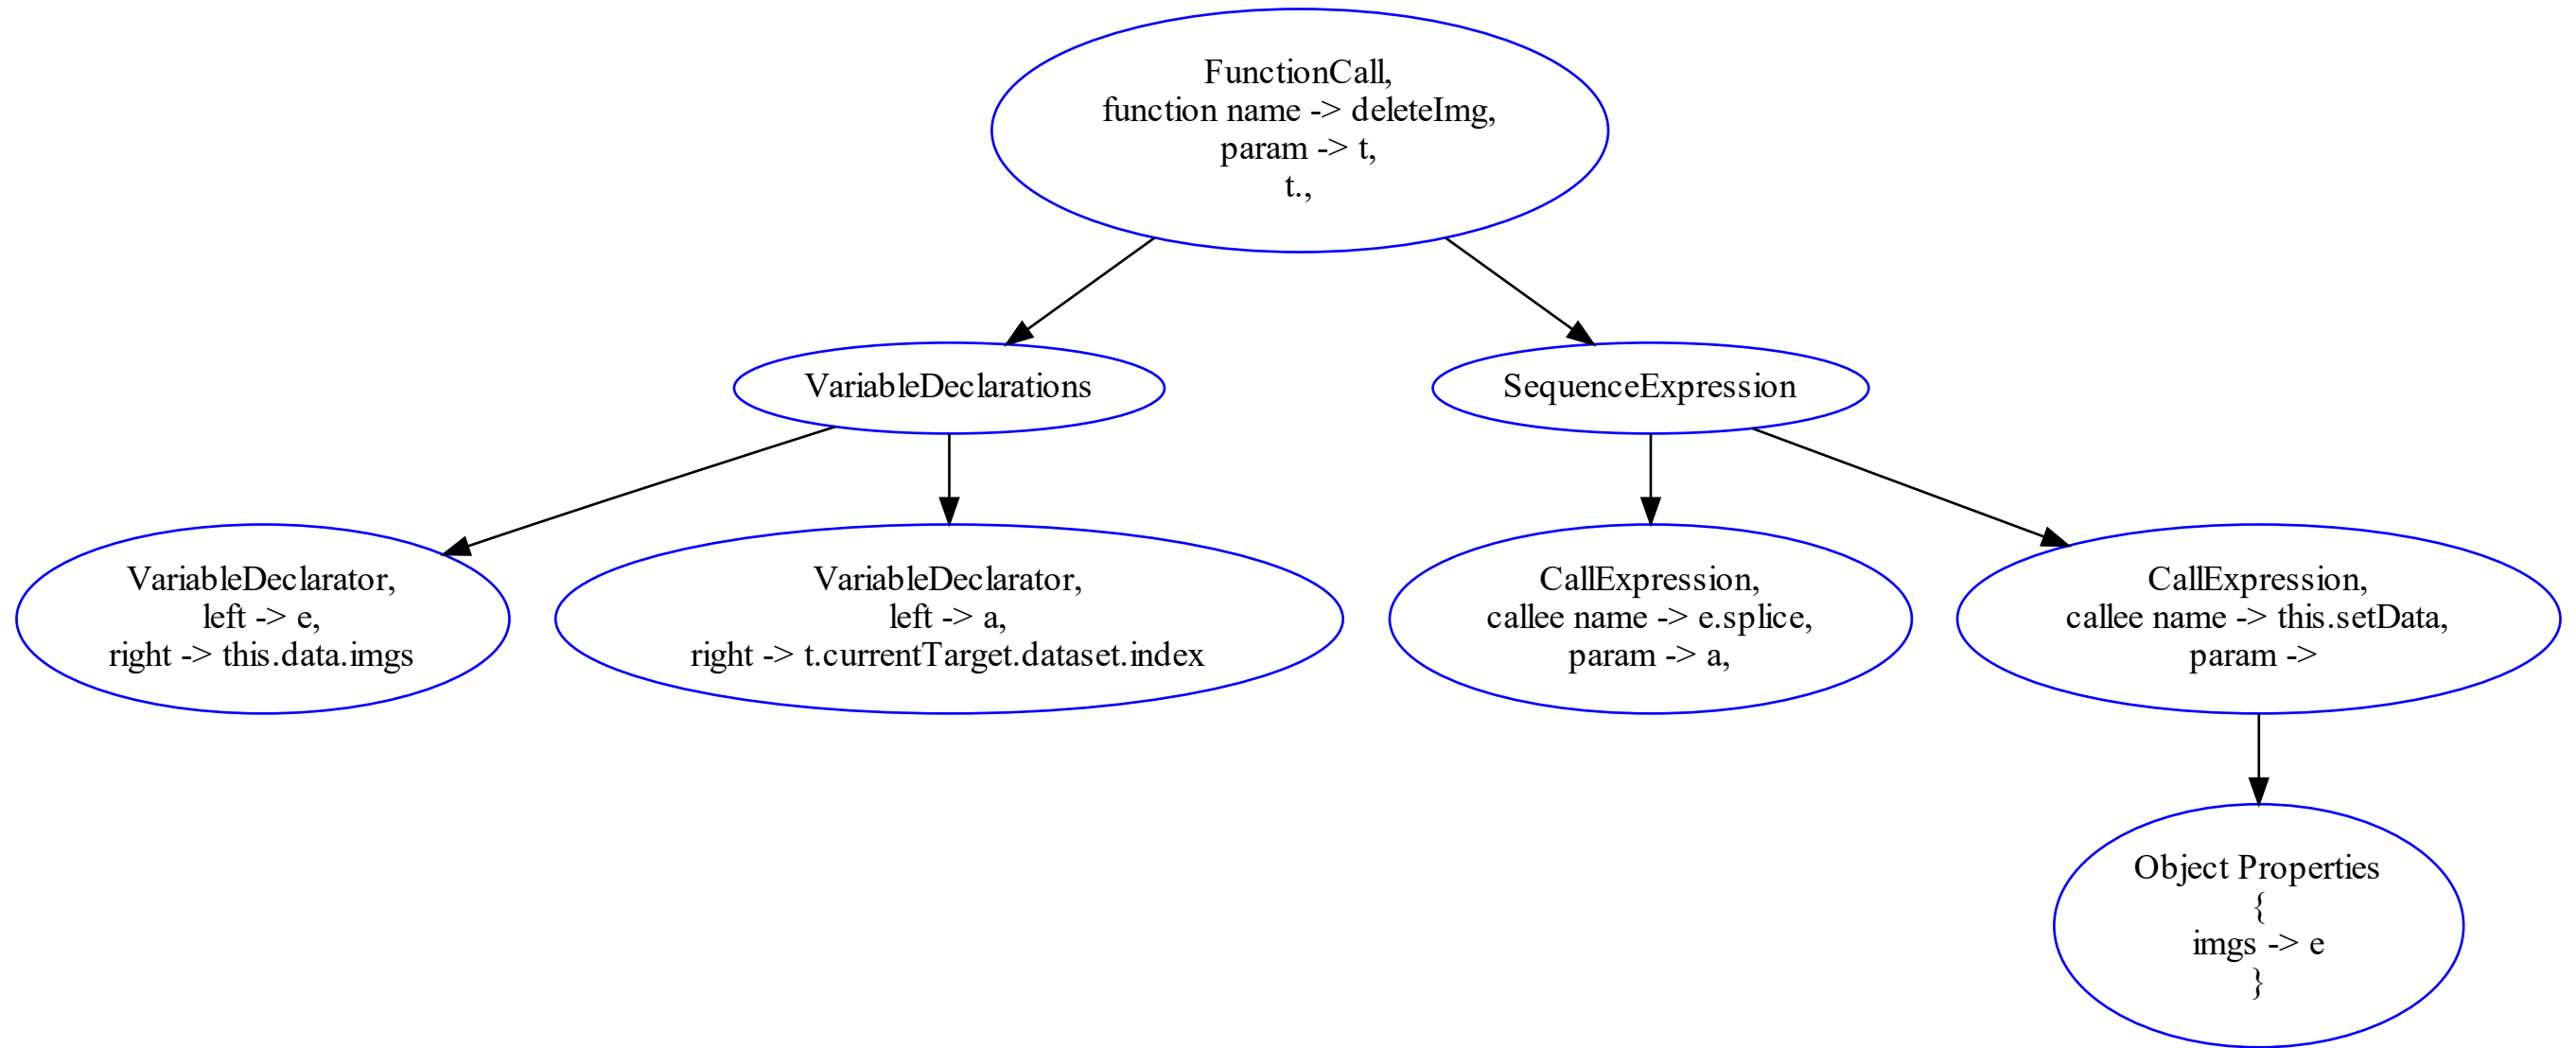 FunctionCall,
function name -> deleteImg,
param -> t,
t.,
VariableDeclarations
SequenceExpression
VariableDeclarator,
left -> e,
right -> this.data.imgs
VariableDeclarator,
left -> a,
right -> t.currentTarget.dataset.index
CallExpression,
callee name -> e.splice,
param -> a,
CallExpression,
callee name -> this.setData,
param ->
Object Properties
{
imgs -> e
}